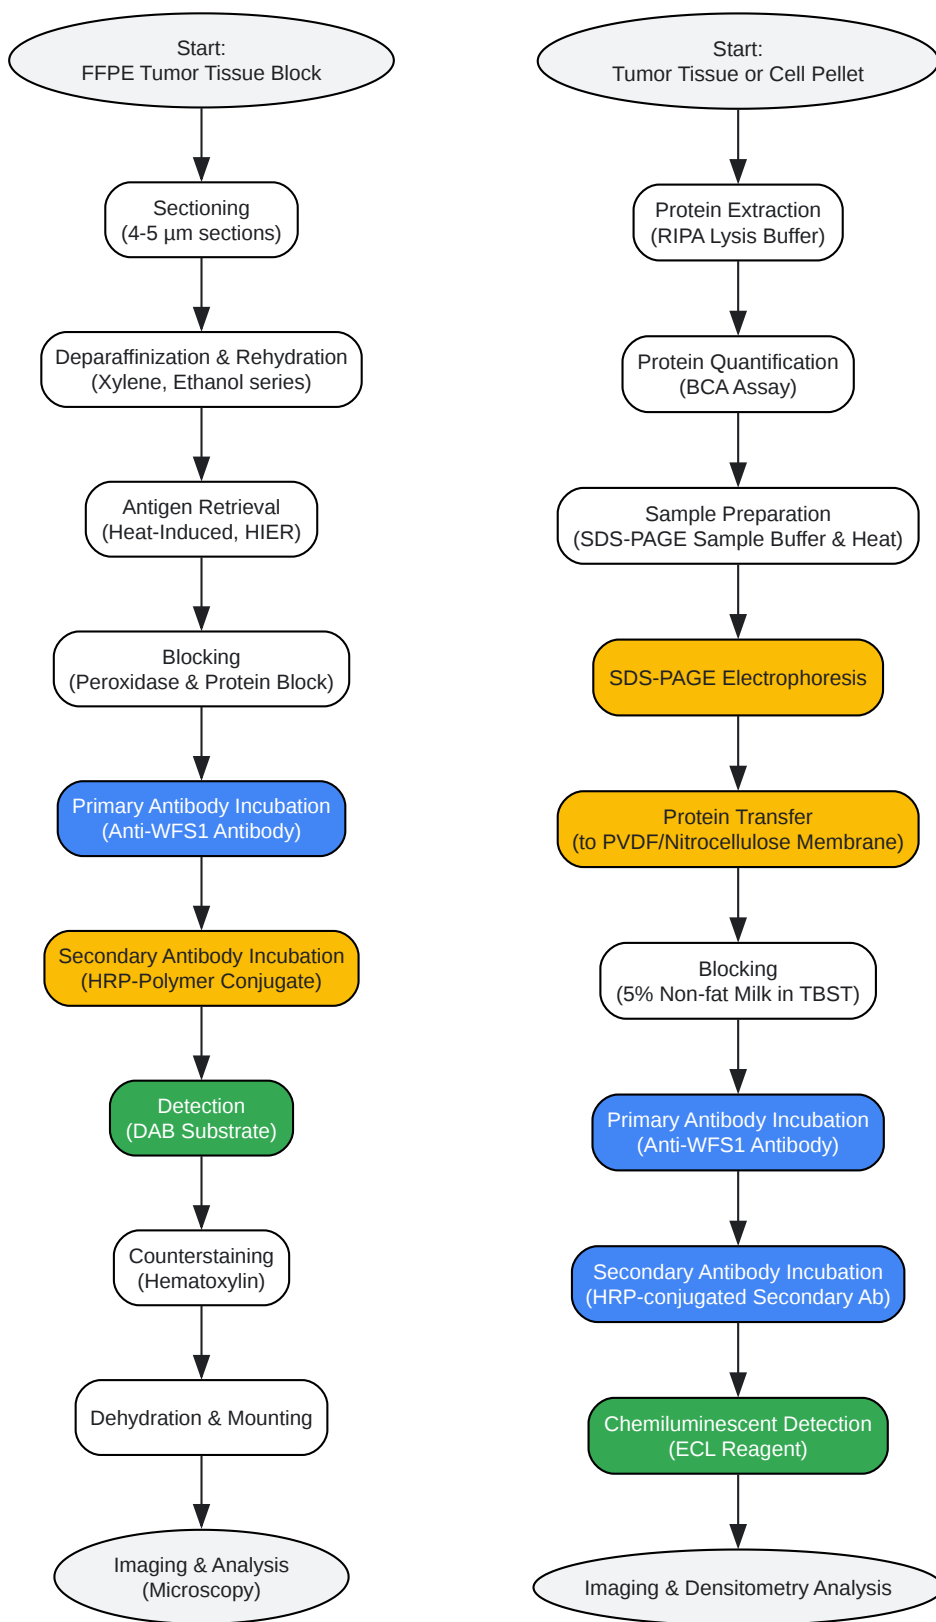 Start:
FFPE Tumor Tissue Block
Sectioning
(4-5 µm sections)
Deparaffinization & Rehydration
(Xylene, Ethanol series)
Antigen Retrieval
(Heat-Induced, HIER)
Blocking
(Peroxidase & Protein Block)
Primary Antibody Incubation
(Anti-WFS1 Antibody)
Secondary Antibody Incubation
(HRP-Polymer Conjugate)
Detection
(DAB Substrate)
Counterstaining
(Hematoxylin)
Dehydration & Mounting
Imaging & Analysis
(Microscopy)
Start:
Tumor Tissue or Cell Pellet
Protein Extraction
(RIPA Lysis Buffer)
Protein Quantification
(BCA Assay)
Sample Preparation
(SDS-PAGE Sample Buffer & Heat)
SDS-PAGE Electrophoresis
Protein Transfer
(to PVDF/Nitrocellulose Membrane)
Blocking
(5% Non-fat Milk in TBST)
Primary Antibody Incubation
(Anti-WFS1 Antibody)
Secondary Antibody Incubation
(HRP-conjugated Secondary Ab)
Chemiluminescent Detection
(ECL Reagent)
Imaging & Densitometry Analysis